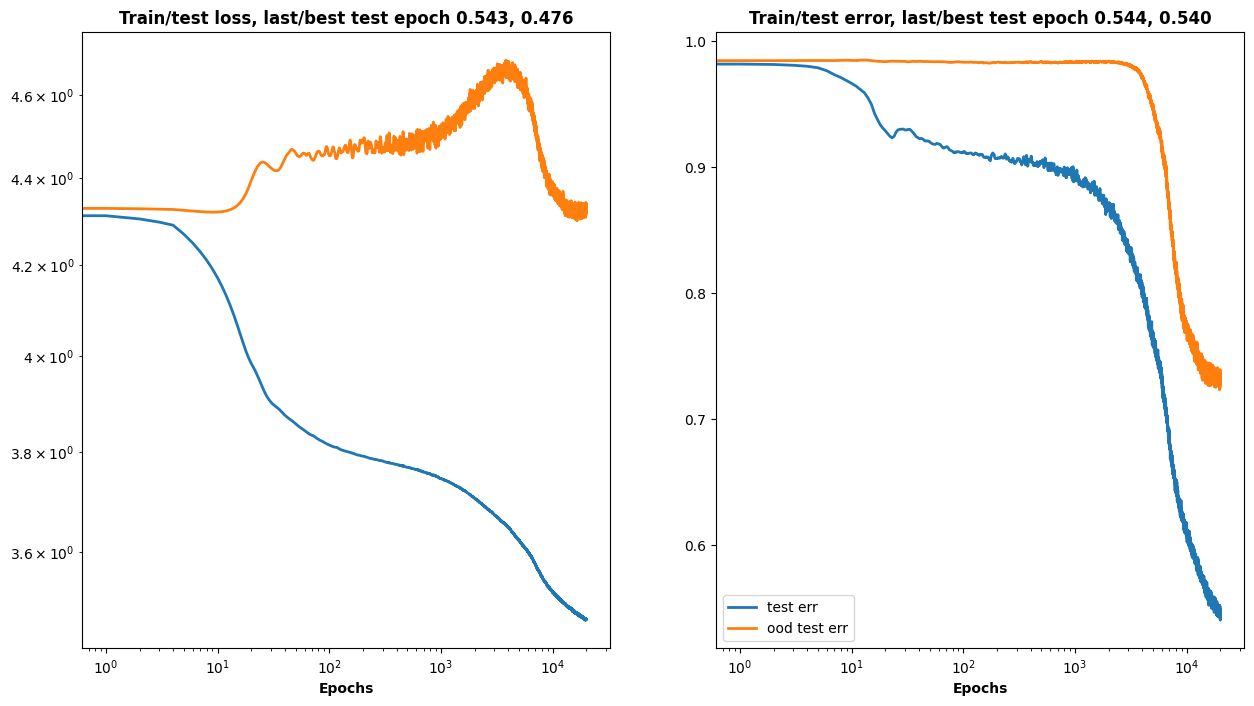 Train/test loss, last/best test epoch 0.543, 0.476
4.6 × 10⁰
4.4 × 10⁰
4.2 × 10⁰
4 × 10⁰
3.8 × 10⁰
3.6 × 10⁰
10⁰ 10¹ 10² 10³ 10⁴
Epochs
Train/test error, last/best test epoch 0.544, 0.540
1.0
0.9
0.8
0.7
0.6
test err
ood test err
10⁰ 10¹ 10² 10³ 10⁴
Epochs